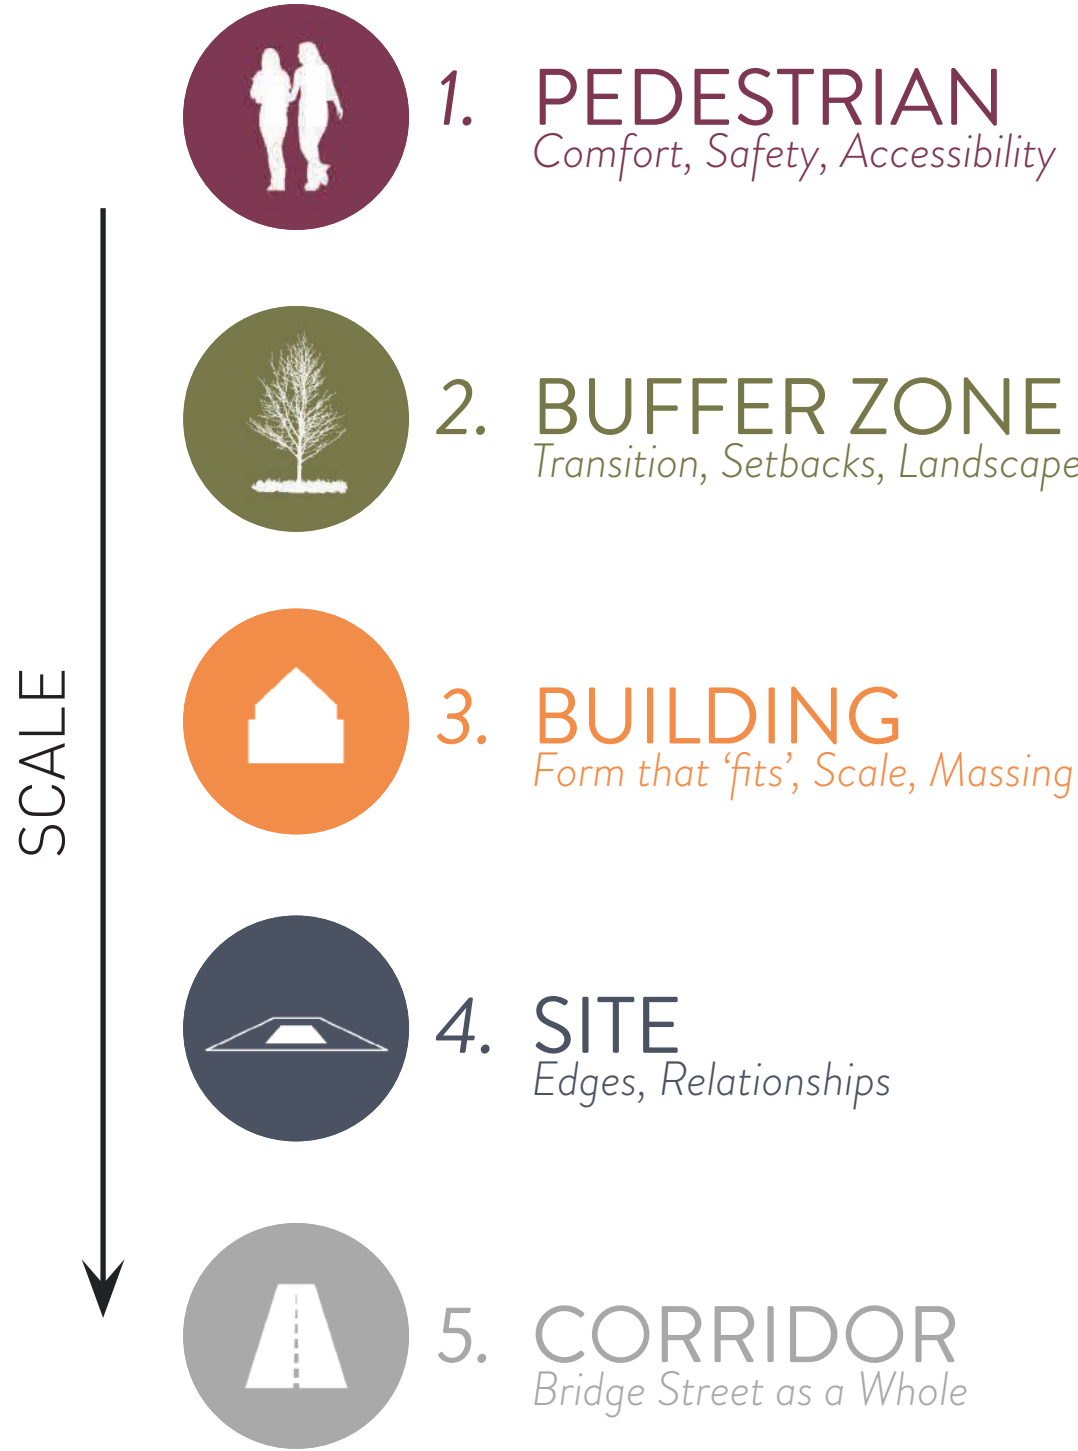 1. PEDESTRIAN
Comfort, Safety, Accessibility
2. BUFFER ZONE
Transition, Setbacks, Landscape
SCALE
3. BUILDING
Form that ‘fits’, Scale, Massing
4. SITE
Edges, Relationships
5. CORRIDOR
Bridge Street as a Whole